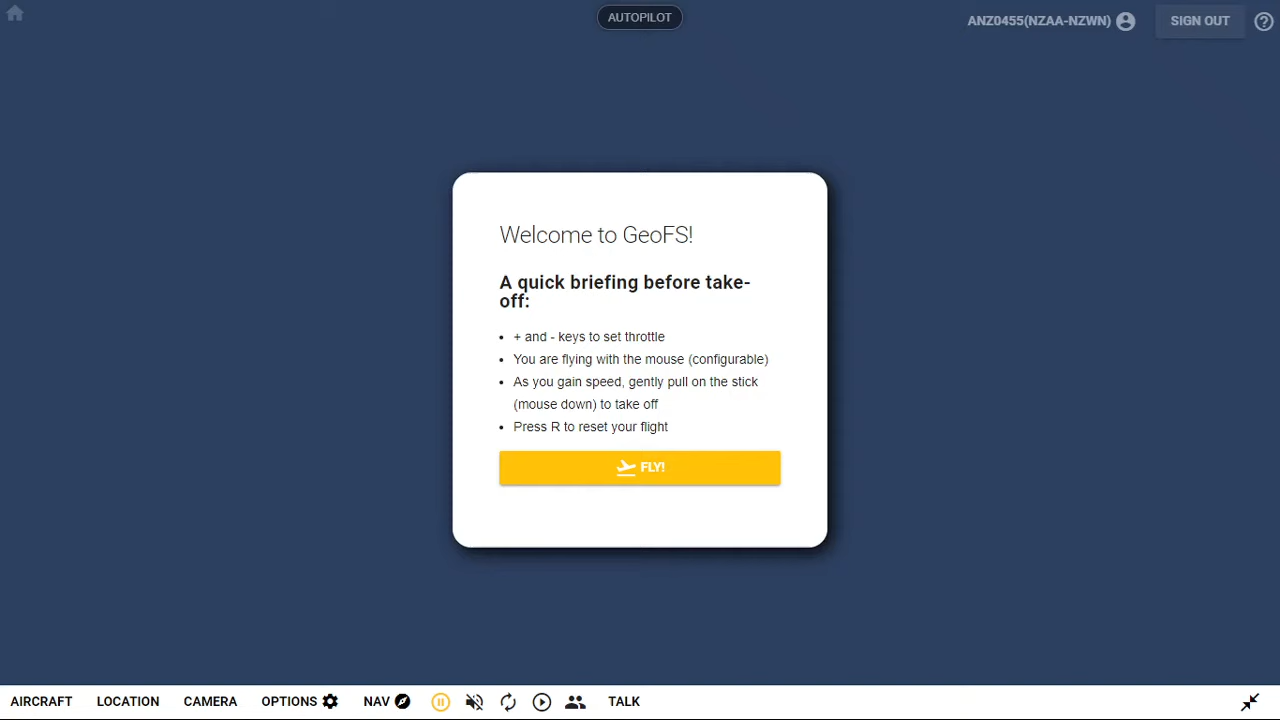 AUTOPILOT
ANZ0455(NZAA-NZWN)
SIGN OUT
Welcome to GeoFS!
A quick briefing before take-
off:
+ and - keys to set throttle
You are flying with the mouse (configurable)
As you gain speed, gently pull on the stick
(mouse down) to take off
Press R to reset your flight
FLY!
AIRCRAFT LOCATION CAMERA OPTIONS NAV TALK